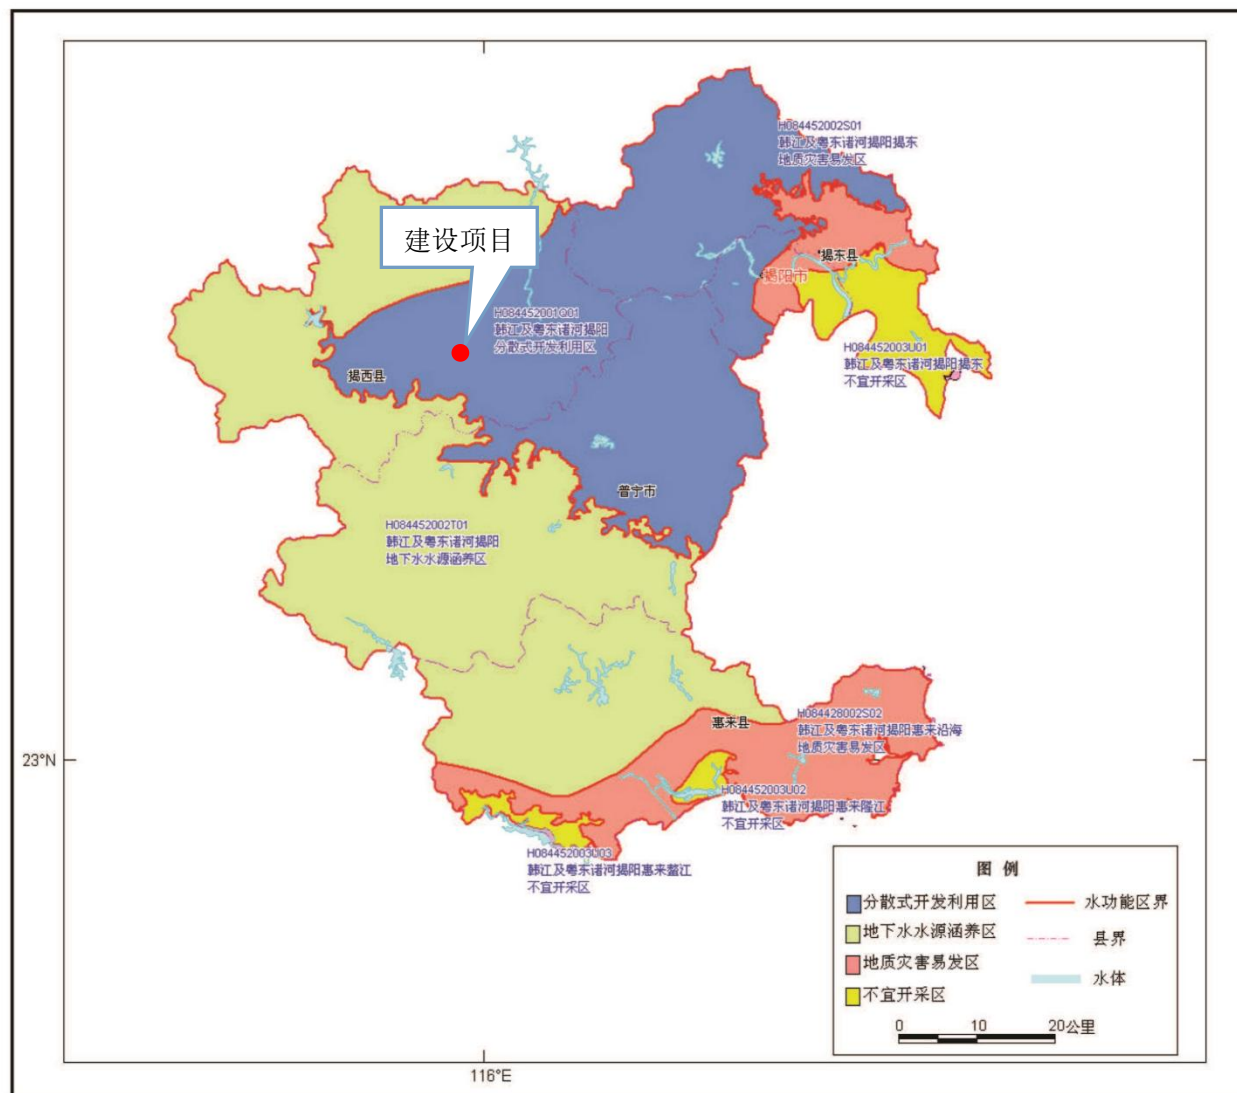 H084452002S01
韩江及粤东诸河揭阳揭东
地质灾害易发区
建设项目
揭东县
揭阳市
H084452001Q01
韩江及粤东诸河揭阳
分散式开发利用区
H084452003U01
韩江及粤东诸河揭阳揭东
不宜开采区
揭西县
普宁市
H084452002T01
韩江及粤东诸河揭阳
地下水水源涵养区
惠来县
H084428002S02
韩江及粤东诸河揭阳惠来沿海
地质灾害易发区
23°N
H084452003U02
韩江及粤东诸河揭阳惠来隆江
不宜开采区
H084452003U03
韩江及粤东诸河揭阳惠来螯江
不宜开采区
图 例
分散式开发利用区
水功能区界
地下水水源涵养区
县界
地质灾害易发区
水体
不宜开采区
0 10 20公里
116°E